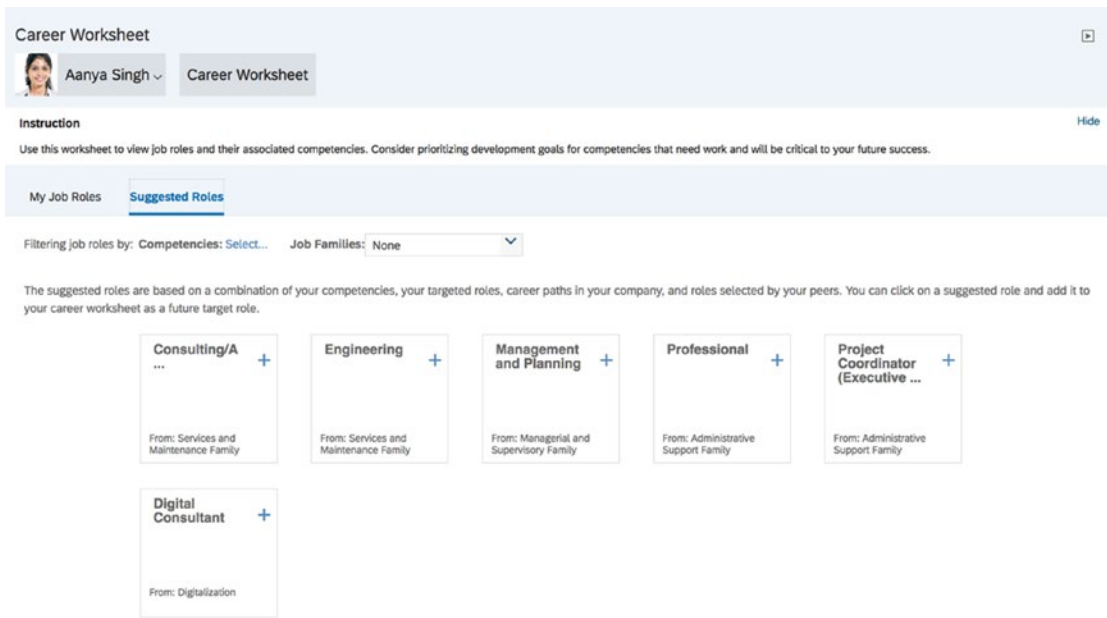 Career Worksheet
Aanya Singh
Career Worksheet
Instruction
Hide
Use this worksheet to view job roles and their associated competencies. Consider prioritizing development goals for competencies that need work and will be critical to your future success.
My Job Roles
Suggested Roles
Filtering job roles by: Competencies: Select... Job Families: None
The suggested roles are based on a combination of your competencies, your targeted roles, career paths in your company, and roles selected by your peers. You can click on a suggested role and add it to
your career worksheet as a future target role.
Consulting/A
...
+
From: Services and
Maintenance Family
Engineering
+
From: Services and
Maintenance Family
Management
and Planning
+
From: Managerial and
Supervisory Family
Professional
+
From: Administrative
Support Family
Project
Coordinator
(Executive ...
+
From: Administrative
Support Family
Digital
Consultant
+
From: Digitalization